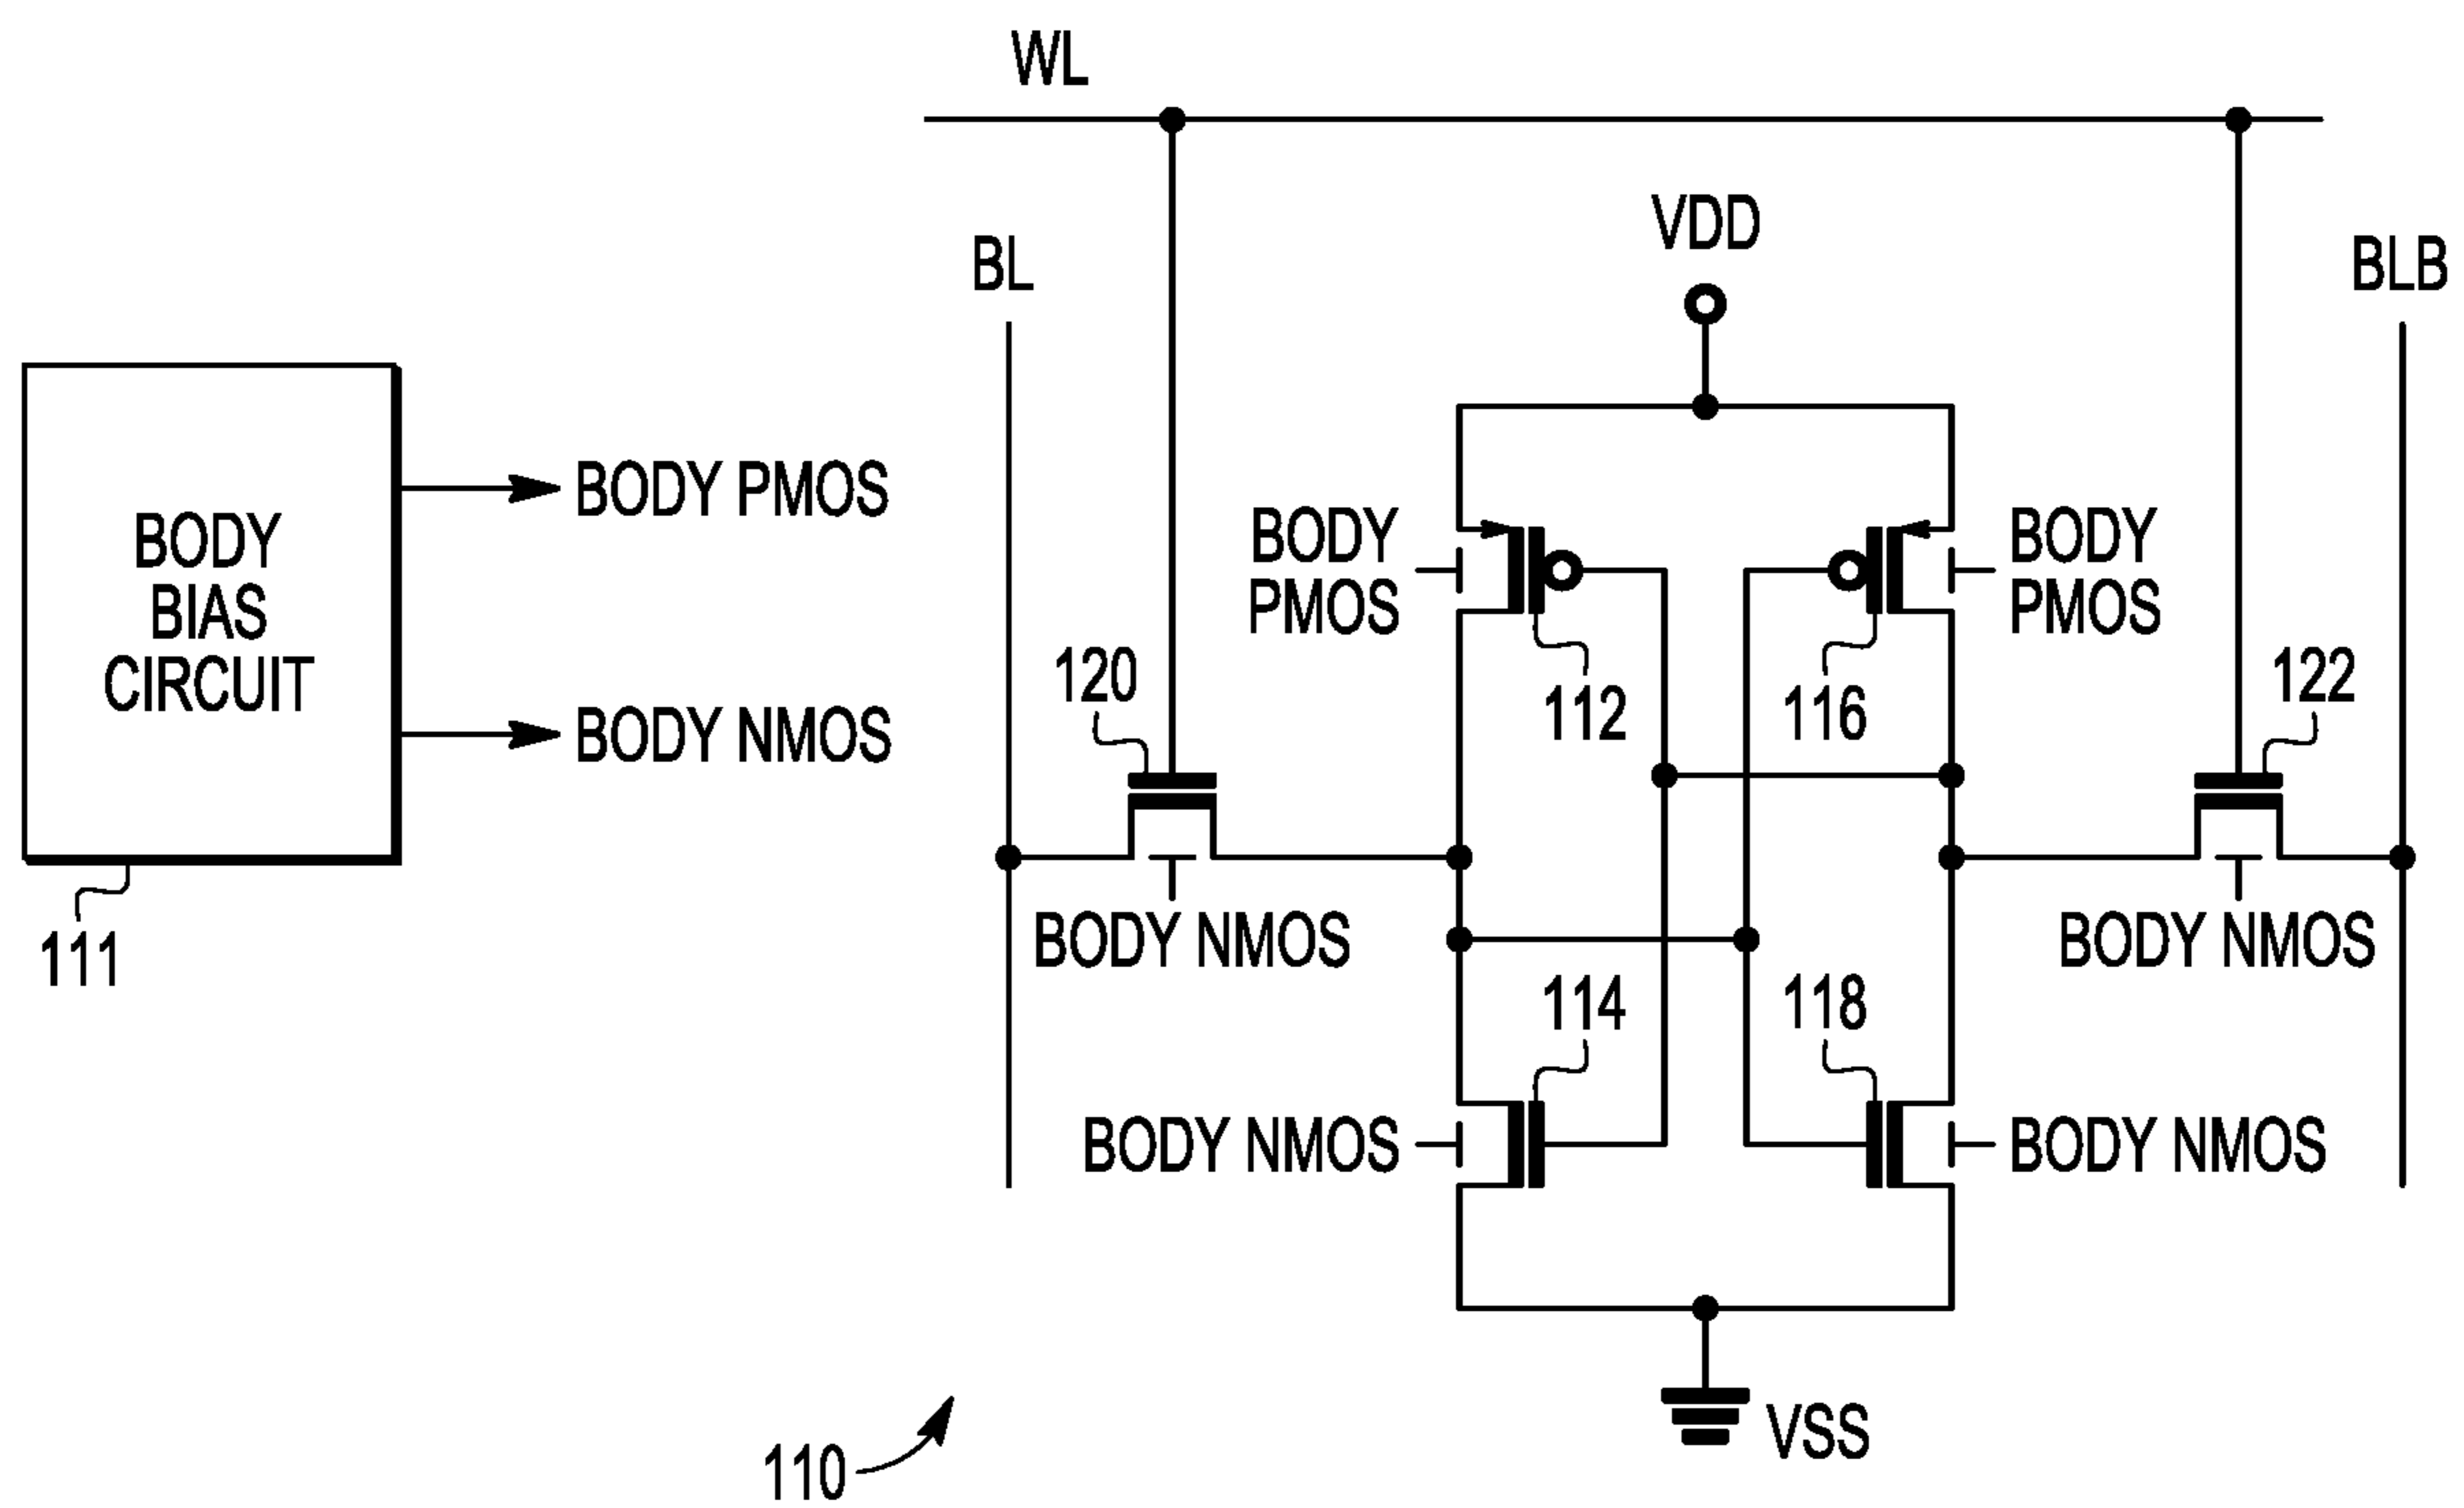 WL
VDD
BL
BLB
BODY
BIAS
CIRCUIT
BODY PMOS
BODY NMOS
111
BODY
PMOS
BODY
PMOS
120
112
116
122
BODY NMOS
BODY NMOS
114
118
BODY NMOS
BODY NMOS
VSS
110